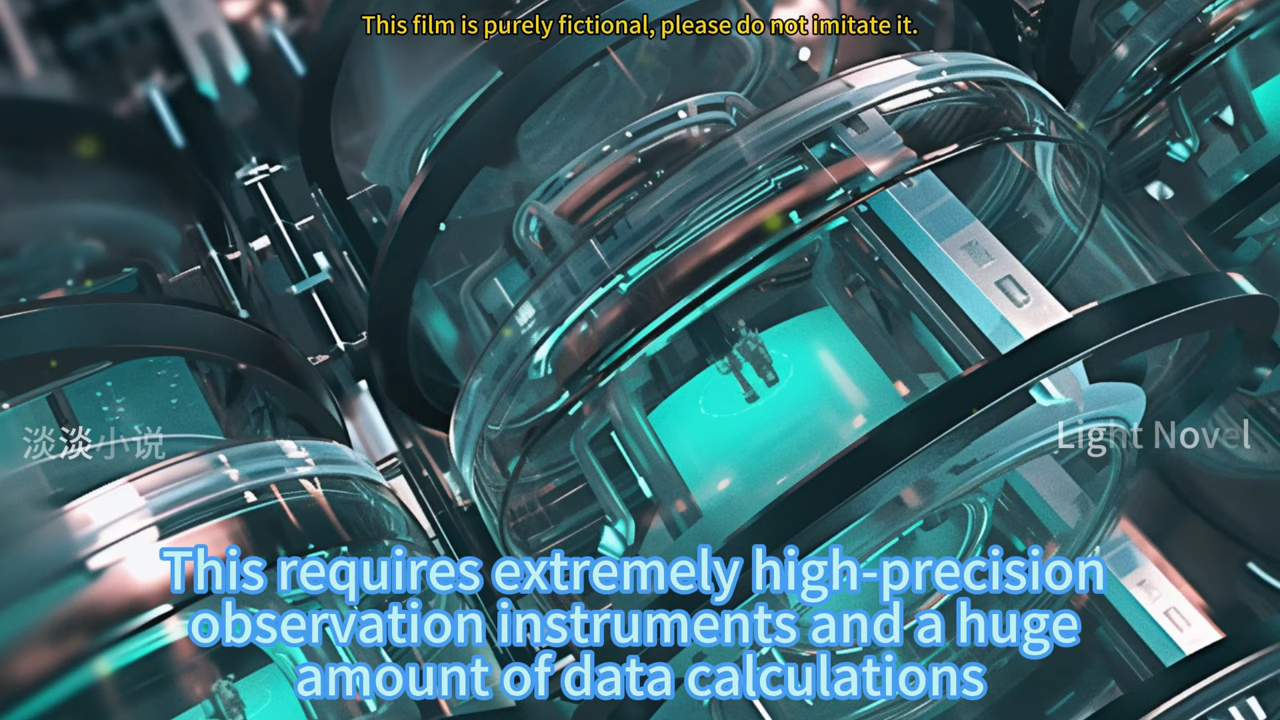 This film is purely fictional, please do not imitate it.
淡淡小说
Light Novel
This requires extremely high-precision
observation instruments and a huge
amount of data calculations